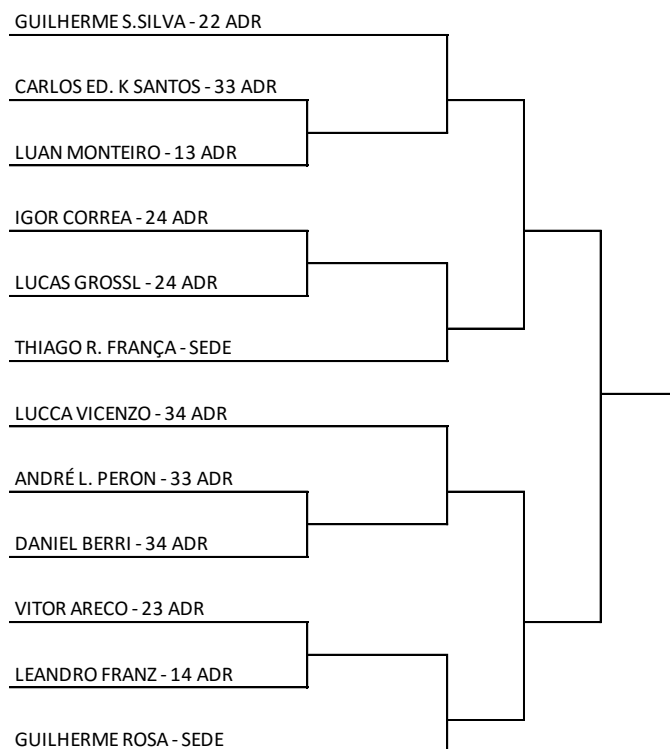 GUILHERME S.SILVA - 22 ADR
CARLOS ED. K SANTOS - 33 ADR
LUAN MONTEIRO - 13 ADR
IGOR CORREA - 24 ADR
LUCAS GROSSL - 24 ADR
THIAGO R. FRANÇA - SEDE
LUCCA VICENZO - 34 ADR
ANDRÉ L. PERON - 33 ADR
DANIEL BERRI - 34 ADR
VITOR ARECO - 23 ADR
LEANDRO FRANZ - 14 ADR
GUILHERME ROSA - SEDE